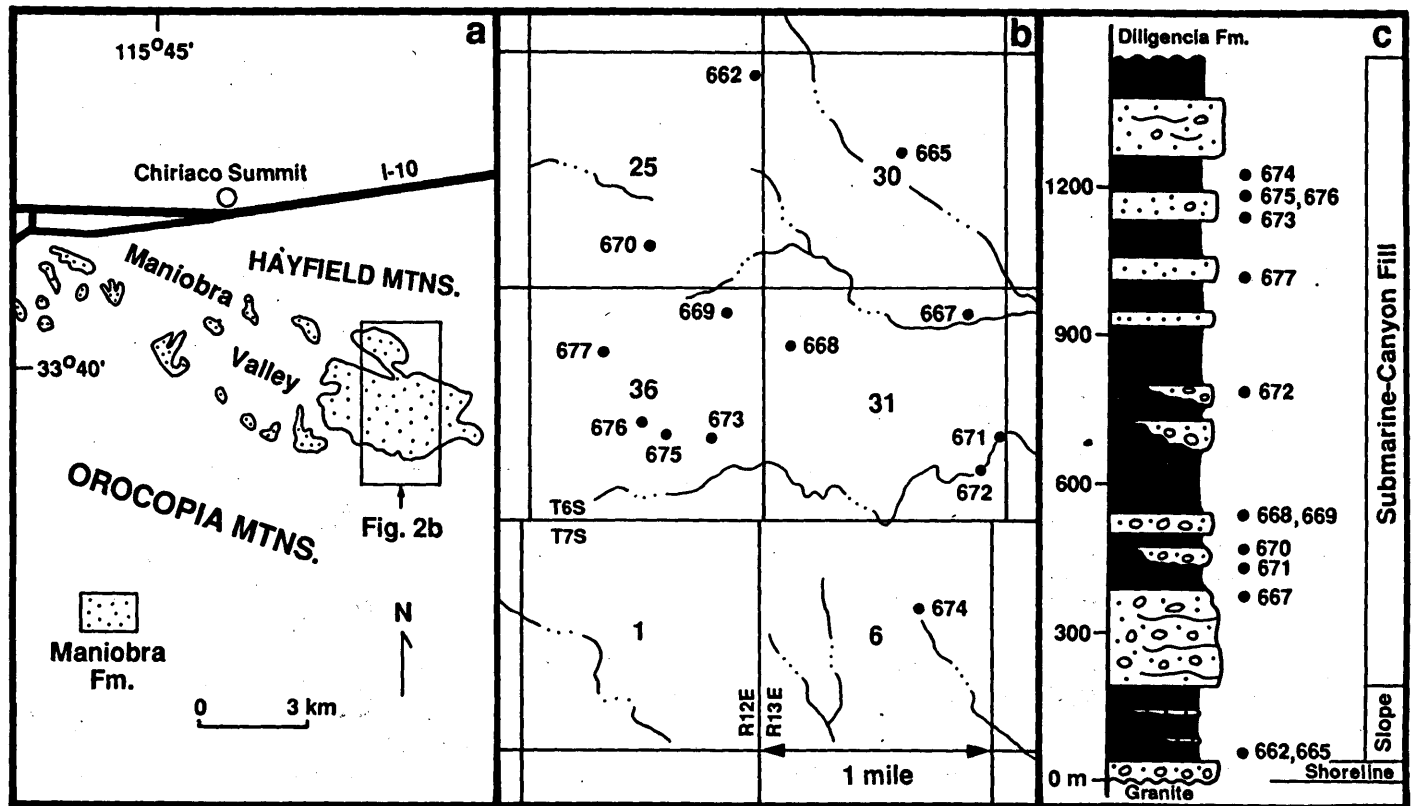 a
115°45'
Chiriaco Summit
I-10
HAYFIELD MTNS.
Maniobra
Valley
33°40'
OROCOPIA MTNS.
Fig. 2b
Maniobra
Fm.
N
0 3 km
b
662
665
25
30
670
669
667
677
668
36
31
676
675
673
671
672
T6S
T7S
674
1
6
R12E
R13E
1 mile
c
Diligencia Fm.
1200
900
600
300
0 m
674
675,676
673
677
672
668,669
670
671
667
662,665
Granite
Submarine-Canyon Fill
Slope
Shoreline